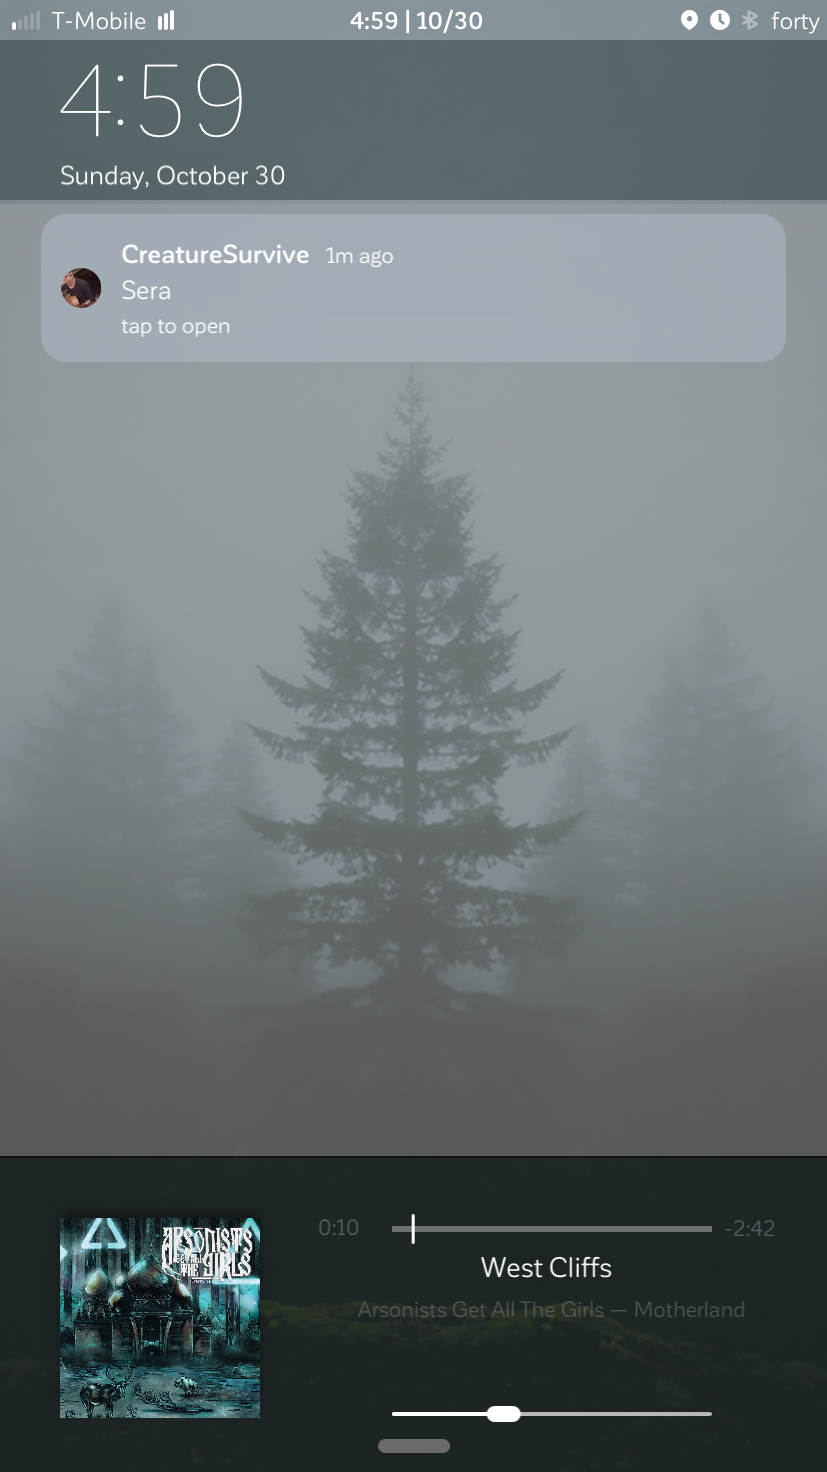 T-Mobile 4:59 | 10/30 forty
4:59
Sunday, October 30
CreatureSurvive 1m ago
Sera
tap to open
0:10 -2:42
ARSONISTS
GET ALL
THE GIRLS
West Cliffs
Arsonists Get All The Girls — Motherland